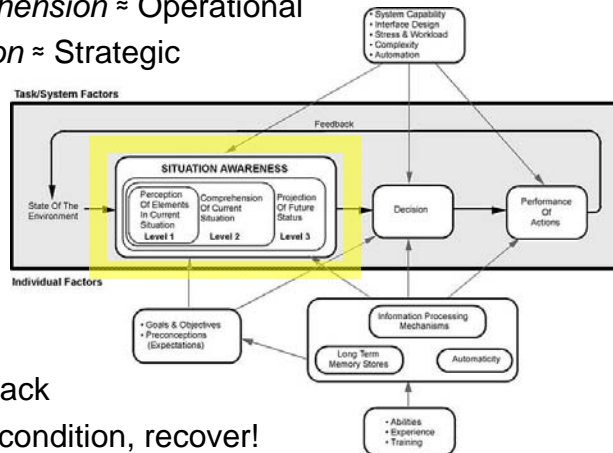 hension ≈ Operational
on ≈ Strategic
• System Capability
• Interface Design
• Stress & Workload
• Complexity
• Automation
Task/System Factors
Feedback
SITUATION AWARENESS
State Of The
Environment
Perception
Of Elements
In Current
Situation
Level 1
Comprehension
Of Current
Situation
Level 2
Projection
Of Future
Status
Level 3
Decision
Performance
Of
Actions
Individual Factors
• Goals & Objectives
• Preconceptions
(Expectations)
Information Processing
Mechanisms
Long Term
Memory Stores
Automaticity
ack
condition, recover!
• Abilities
• Experience
• Training